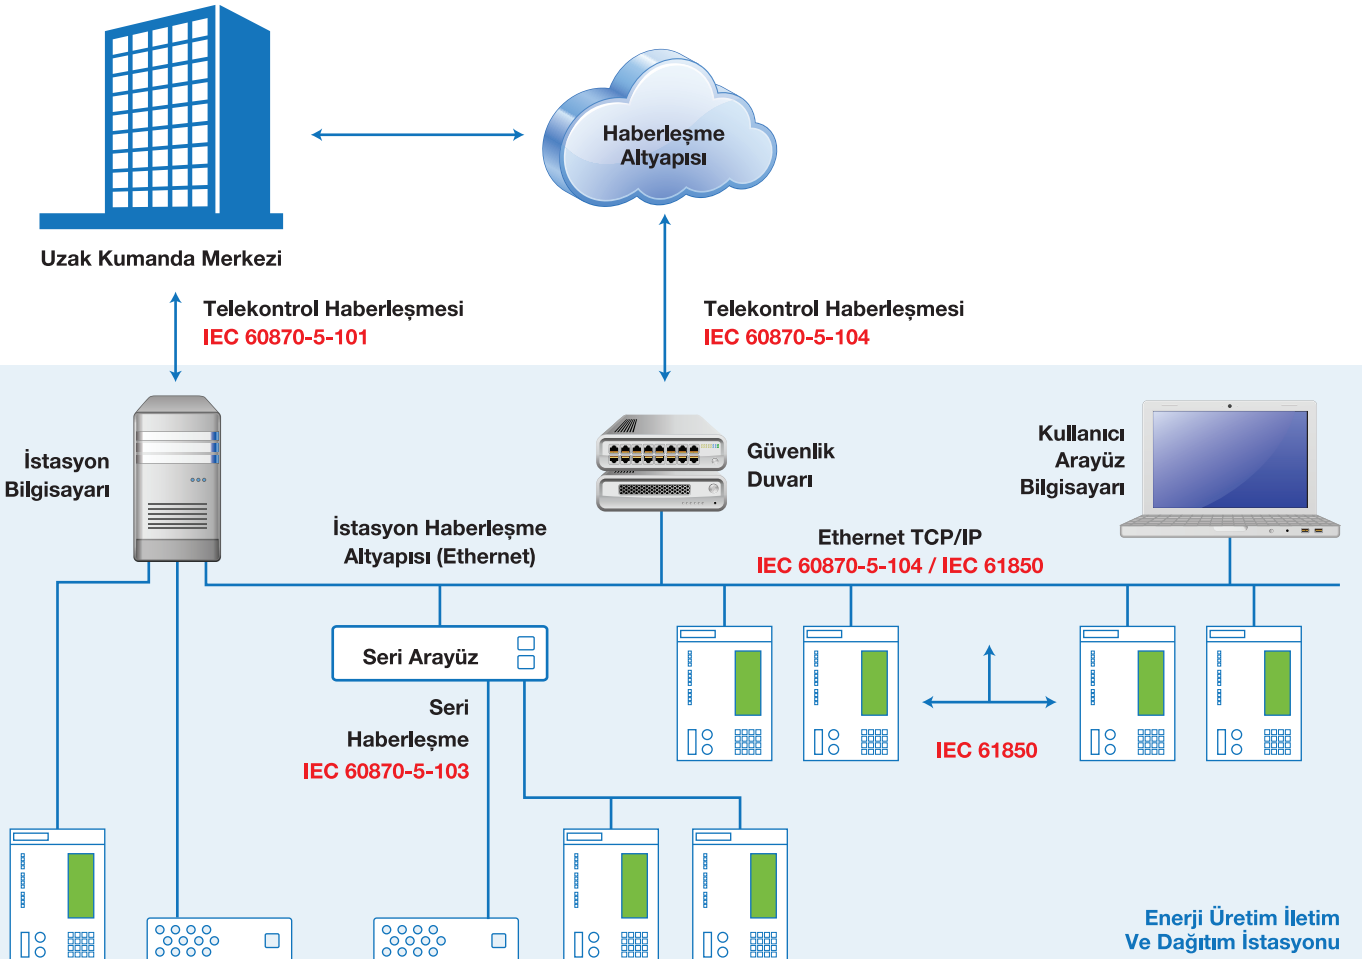 Haberleşme
Altyapısı
Uzak Kumanda Merkezi
Telekontrol Haberleşmesi
IEC 60870-5-101
Telekontrol Haberleşmesi
IEC 60870-5-104
İstasyon
Bilgisayarı
Güvenlik
Duvarı
Kullanıcı
Arayüz
Bilgisayarı
İstasyon Haberleşme
Altyapısı (Ethernet)
Ethernet TCP/IP
IEC 60870-5-104 / IEC 61850
Seri Arayüz
Seri
Haberleşme
IEC 60870-5-103
IEC 61850
Enerji Üretim İletim
Ve Dağıtım İstasyonu